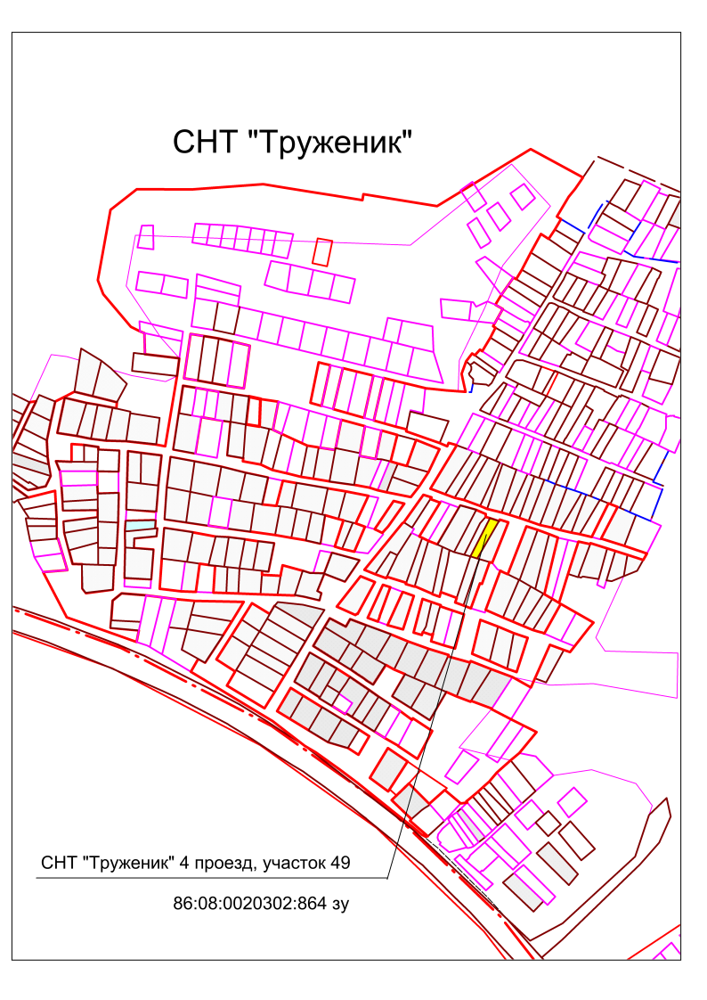 СНТ "Труженик"
СНТ "Труженик" 4 проезд, участок 49
86:08:0020302:864 зу